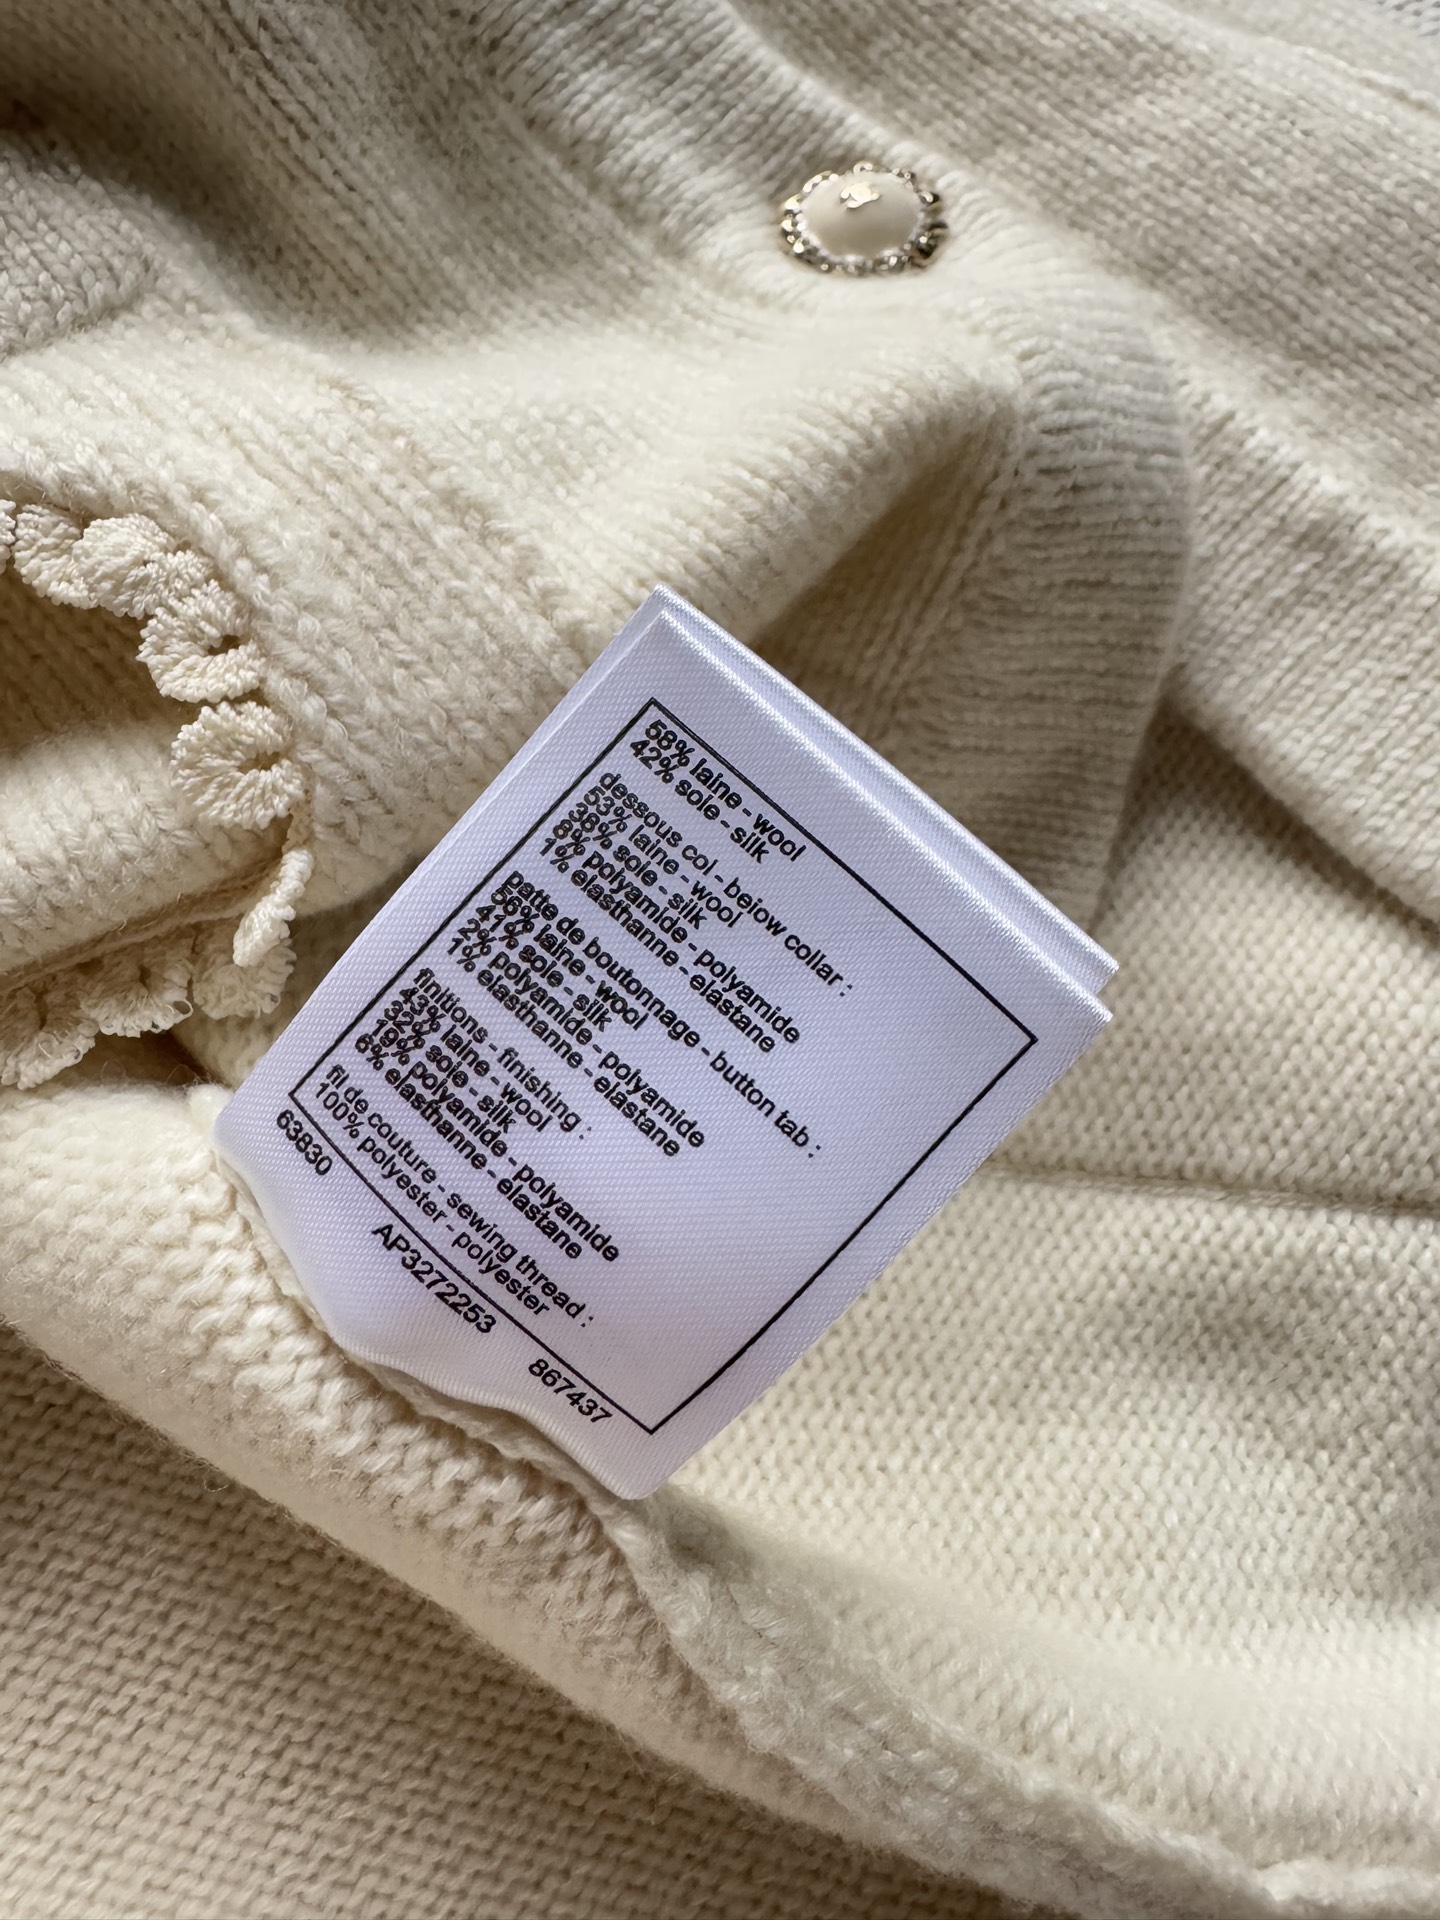 58% laine - wool
42% soie - silk
dessous col - below collar :
53% laine - wool
38% soie - silk
8% polyamide - polyamide
1% elasthanne - elastane
patte de boutonnage - button tab :
56% laine - wool
41% soie - silk
2% polyamide - polyamide
1% elasthanne - elastane
finitions - finishing :
43% laine - wool
32% soie - silk
19% polyamide - polyamide
6% elasthanne - elastane
fil de couture - sewing thread :
100% polyester - polyester
63830 AP3272253 867437